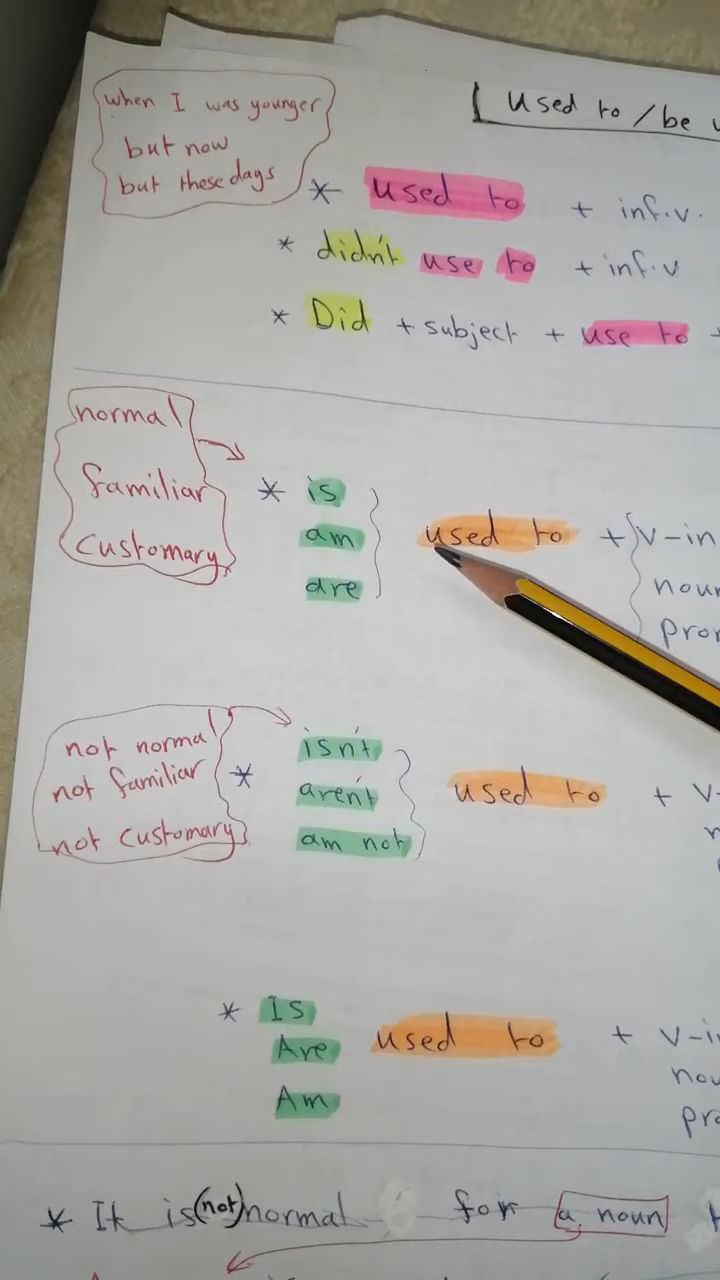 when I was younger
but now
but these days
used to / be
* used to + inf.v.
* didn't use to + inf.v
* Did + subject + use to +
normal
familiar
customary
* is
am
are
used to + v-in
noun
pron
not normal
not familiar
not customary
* isn't
aren't
am not
used to + v-
* Is
Are
Am
used to + v-in
nou
pro
* It is (not) normal for a noun